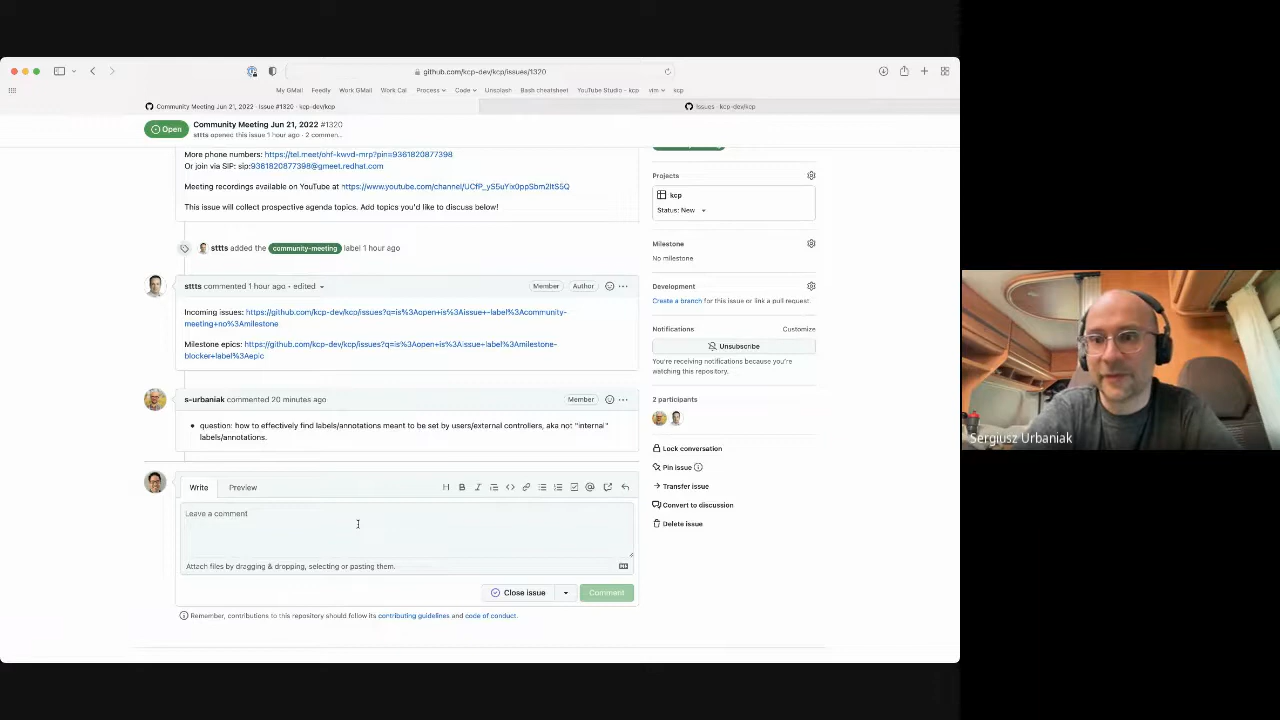 github.com/kcp-dev/kcp/issues/1320
My GMail Feedly Work GMail Work Cal Process Code Unsplash Bash cheatsheet YouTube Studio - kcp vim kcp
Community Meeting Jun 21, 2022 · Issue #1320 · kcp-dev/kcp
Issues · kcp-dev/kcp
Open
Community Meeting Jun 21, 2022 #1320
sttts opened this issue 1 hour ago · 2 commen...
More phone numbers: https://tel.meet/ohf-kwvd-mrp?pin=9361820877398
Or join via SIP: sip:9361820877398@gmeet.redhat.com
Meeting recordings available on YouTube at
This issue will collect prospective agenda topics. Add topics you'd like to discuss below!
sttts added the community-meeting label 1 hour ago
sttts commented 1 hour ago · edited
Member Author
Incoming issues: https://github.com/kcp-dev/kcp/issues?q=is%3Aopen+is%3Aissue+-label%3Acommunity-
meeting+no%3Amilestone
Milestone epics: https://github.com/kcp-dev/kcp/issues?q=is%3Aopen+is%3Aissue+label%3Amilestone-
blocker+label%3Aepic
s-urbaniak commented 20 minutes ago
Member
question: how to effectively find labels/annotations meant to be set by users/external controllers, aka not "internal"
labels/annotations.
Write Preview
Leave a comment
Attach files by dragging & dropping, selecting or pasting them.
Close issue
Comment
Remember, contributions to this repository should follow its contributing guidelines and code of conduct.
Projects
kcp
Status: New
Milestone
No milestone
Development
Create a branch for this issue or link a pull request.
Notifications Customize
Unsubscribe
You're receiving notifications because you're
watching this repository.
2 participants
Lock conversation
Pin issue
Transfer issue
Convert to discussion
Delete issue
Sergiusz Urbaniak